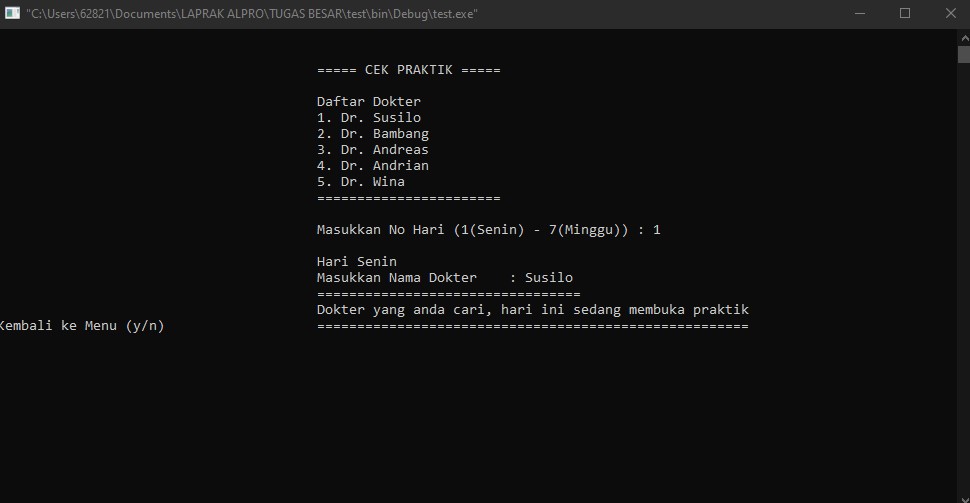 "C:\Users\62821\Documents\LAPRAK ALPRO\TUGAS BESAR\test\bin\Debug\test.exe"
===== CEK PRAKTIK =====
Daftar Dokter
1. Dr. Susilo
2. Dr. Bambang
3. Dr. Andreas
4. Dr. Andrian
5. Dr. Wina
=======================
Masukkan No Hari (1(Senin) - 7(Minggu)) : 1
Hari Senin
Masukkan Nama Dokter    : Susilo
=================================
Dokter yang anda cari, hari ini sedang membuka praktik
Kembali ke Menu (y/n) ======================================================